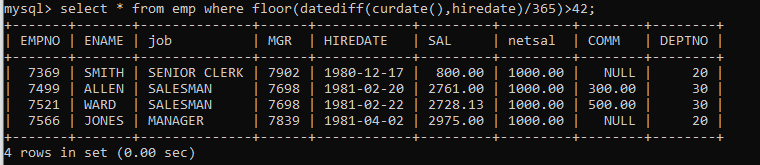 mysql> select * from emp where floor(datediff(curdate(),hiredate)/365)>42;
+-------+-------+--------------+------+------------+---------+---------+--------+--------+
| EMPNO | ENAME | job          | MGR  | HIREDATE   | SAL     | netsal  | COMM   | DEPTNO |
+-------+-------+--------------+------+------------+---------+---------+--------+--------+
|  7369 | SMITH | SENIOR CLERK | 7902 | 1980-12-17 |  800.00 | 1000.00 |   NULL |     20 |
|  7499 | ALLEN | SALESMAN     | 7698 | 1981-02-20 | 2761.00 | 1000.00 | 300.00 |     30 |
|  7521 | WARD  | SALESMAN     | 7698 | 1981-02-22 | 2728.13 | 1000.00 | 500.00 |     30 |
|  7566 | JONES | MANAGER      | 7839 | 1981-04-02 | 2975.00 | 1000.00 |   NULL |     20 |
+-------+-------+--------------+------+------------+---------+---------+--------+--------+
4 rows in set (0.00 sec)